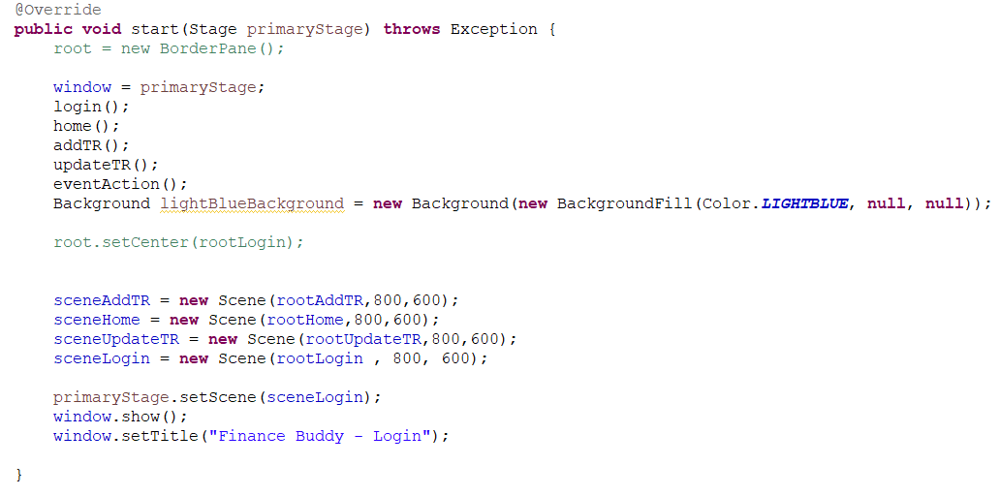 @Override
public void start(Stage primaryStage) throws Exception {
    root = new BorderPane();

    window = primaryStage;
    login();
    home();
    addTR();
    updateTR();
    eventAction();
    Background lightBlueBackground = new Background(new BackgroundFill(Color.LIGHTBLUE, null, null));

    root.setCenter(rootLogin);


    sceneAddTR = new Scene(rootAddTR,800,600);
    sceneHome = new Scene(rootHome,800,600);
    sceneUpdateTR = new Scene(rootUpdateTR,800,600);
    sceneLogin = new Scene(rootLogin , 800, 600);

    primaryStage.setScene(sceneLogin);
    window.show();
    window.setTitle("Finance Buddy - Login");

}